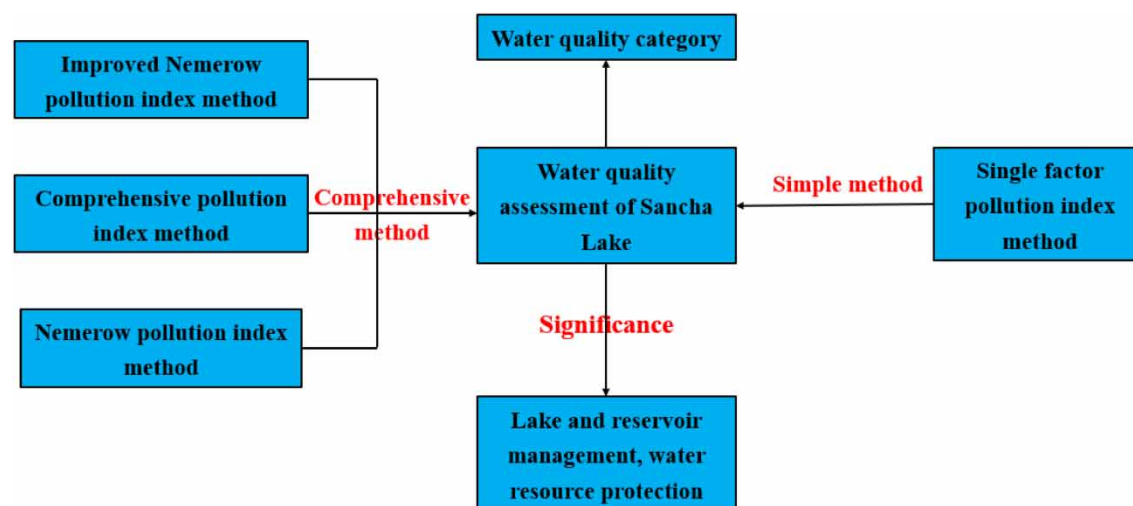 Improved Nemerow
pollution index method
Comprehensive pollution
index method
Nemerow pollution index
method
Comprehensive
method
Water quality category
Water quality
assessment of Sancha
Lake
Significance
Lake and reservoir
management, water
resource protection
Simple method
Single factor
pollution index
method